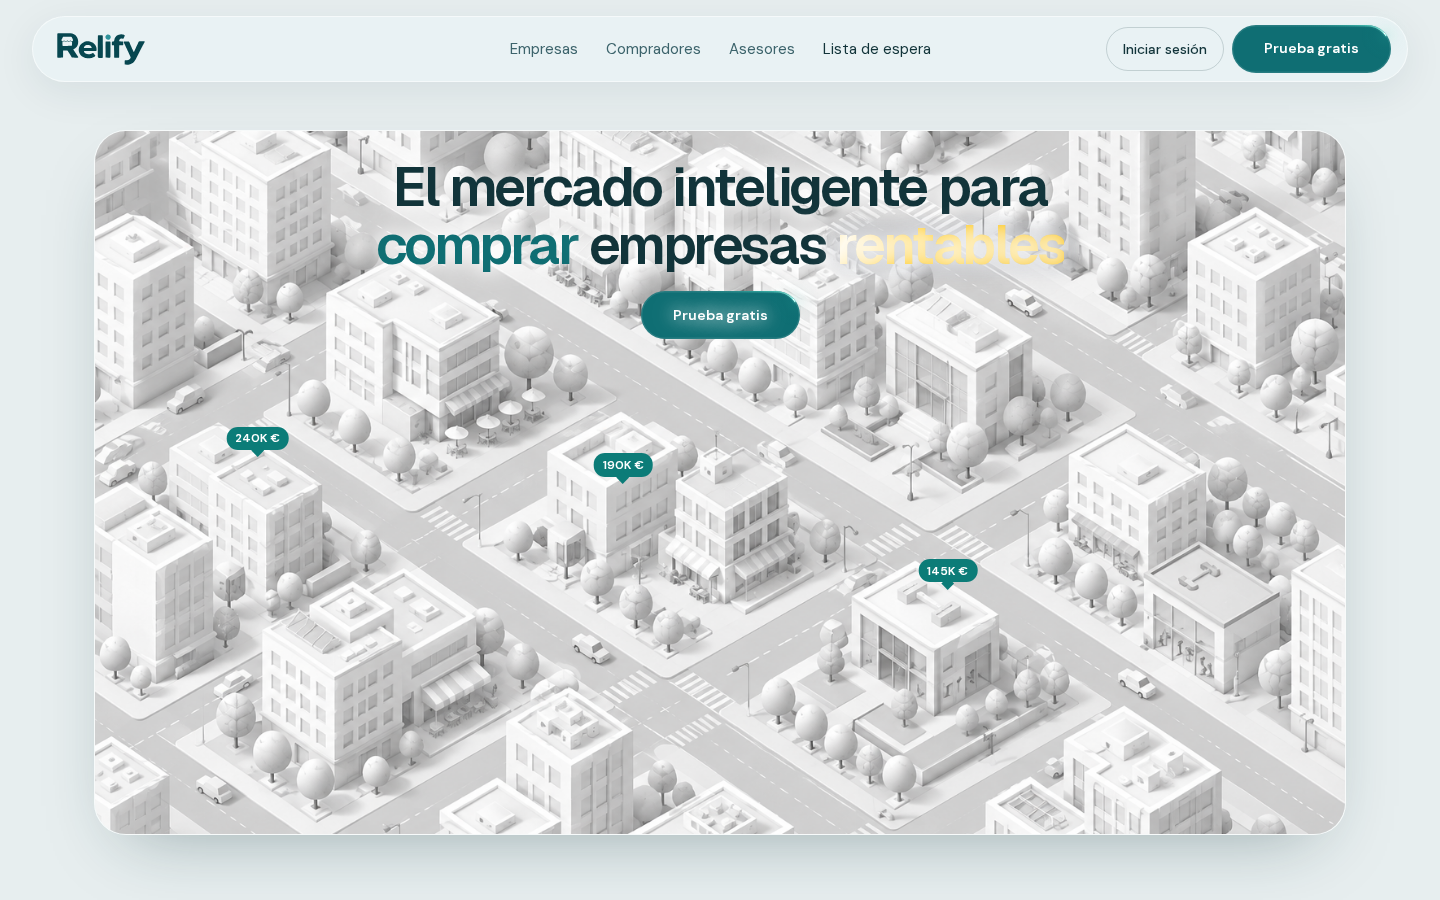 Relify
Empresas
Compradores
Asesores
Lista de espera
Iniciar sesión
Prueba gratis
El mercado inteligente para
comprar empresas rentables
Prueba gratis
240K €
190K €
145K €